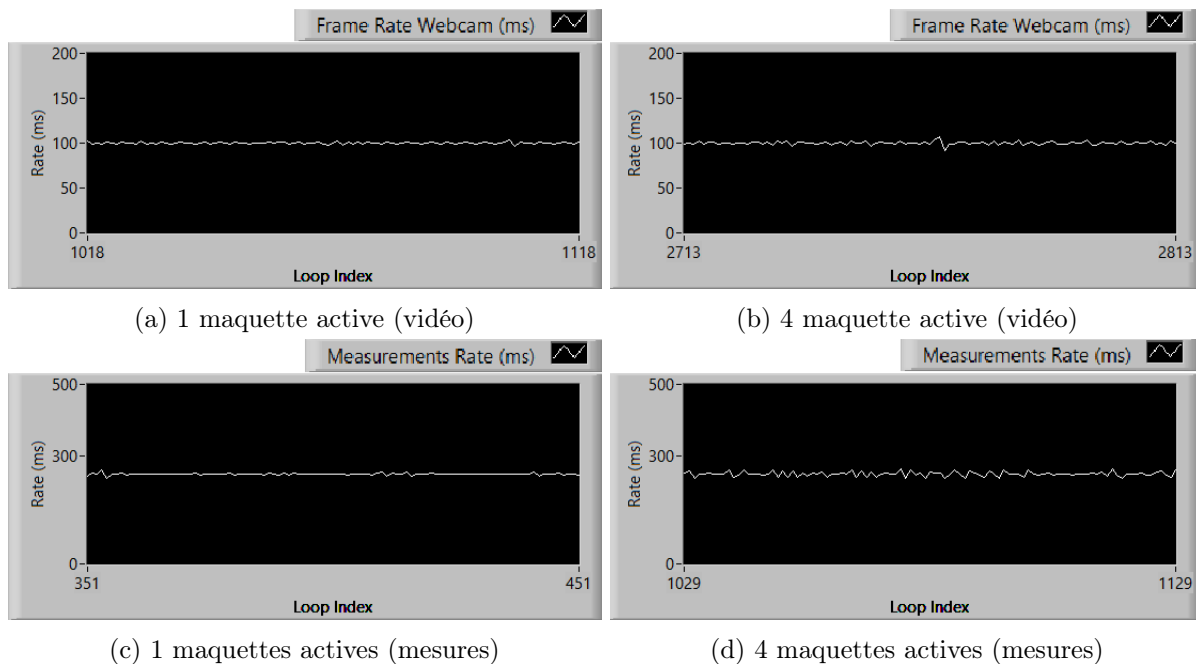 Frame Rate Webcam (ms)
200
150
100
50
0
Rate (ms)
1018
1118
Loop Index
(a) 1 maquette active (vidéo)
Frame Rate Webcam (ms)
200
150
100
50
0
Rate (ms)
2713
2813
Loop Index
(b) 4 maquette active (vidéo)
Measurements Rate (ms)
500
300
0
Rate (ms)
351
451
Loop Index
(c) 1 maquettes actives (mesures)
Measurements Rate (ms)
500
300
0
Rate (ms)
1029
1129
Loop Index
(d) 4 maquettes actives (mesures)